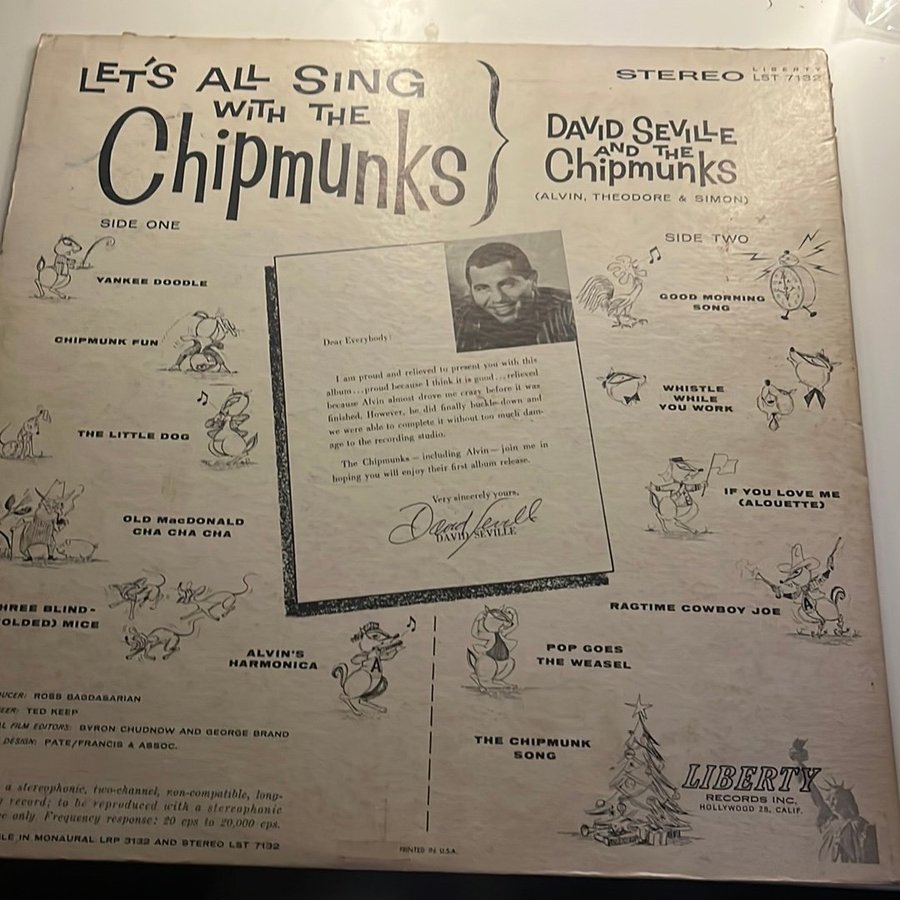 LET'S ALL SING
WITH THE
Chipmunks
STEREO
LIBERTY
LST 7132
DAVID SEVILLE
AND THE
Chipmunks
(ALVIN, THEODORE & SIMON)
SIDE ONE
YANKEE DOODLE
CHIPMUNK FUN
THE LITTLE DOG
OLD MacDONALD
CHA CHA CHA
HREE BLIND-
OLDED) MICE
ALVIN'S
HARMONICA
A
Dear Everybody:
I am proud and relieved to present you with this
album...proud because I think it is good...relieved
because Alvin almost drove me crazy before it was
finished. However, he did finally buckle-down and
we were able to complete it without too much dam-
age to the recording studio.
The Chipmunks — including Alvin — join me in
hoping you will enjoy their first album release.
Very sincerely yours,
David Seville
DAVID SEVILLE
SIDE TWO
GOOD MORNING
SONG
WHISTLE
WHILE
YOU WORK
IF YOU LOVE ME
(ALOUETTE)
RAGTIME COWBOY JOE
A
POP GOES
THE WEASEL
THE CHIPMUNK
SONG
UCER: ROSS BAGDASARIAN
EER: TED KEEP
L FILM EDITORS: BYRON CHUDNOW AND GEORGE BRAND
DESIGN: PATE/FRANCIS & ASSOC.
a stereophonic, two-channel, non-compatible, long-
record; to be reproduced with a stereophonic
only Frequency response: 20 cps to 20,000 cps.
LE IN MONAURAL LRP 3132 AND STEREO LST 7132
PRINTED IN U.S.A.
LIBERTY
RECORDS INC.
HOLLYWOOD 28, CALIF.